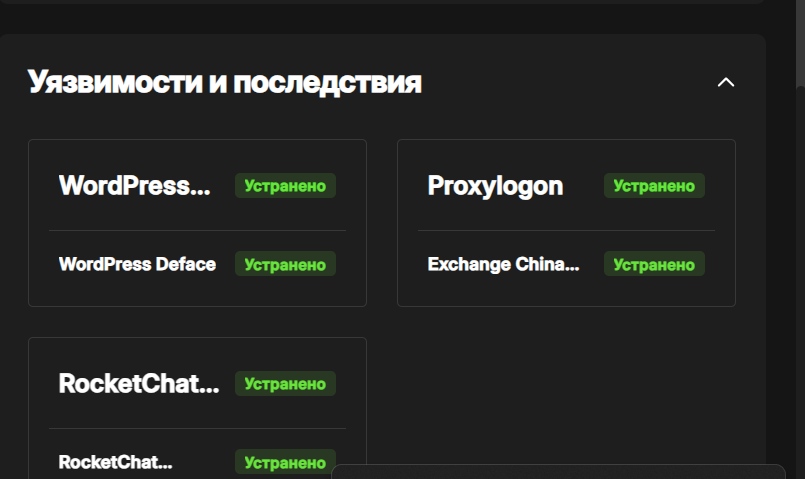 Уязвимости и последствия
WordPress... Устранено
WordPress Deface Устранено
Proxylogon Устранено
Exchange China... Устранено
RocketChat... Устранено
RocketChat... Устранено